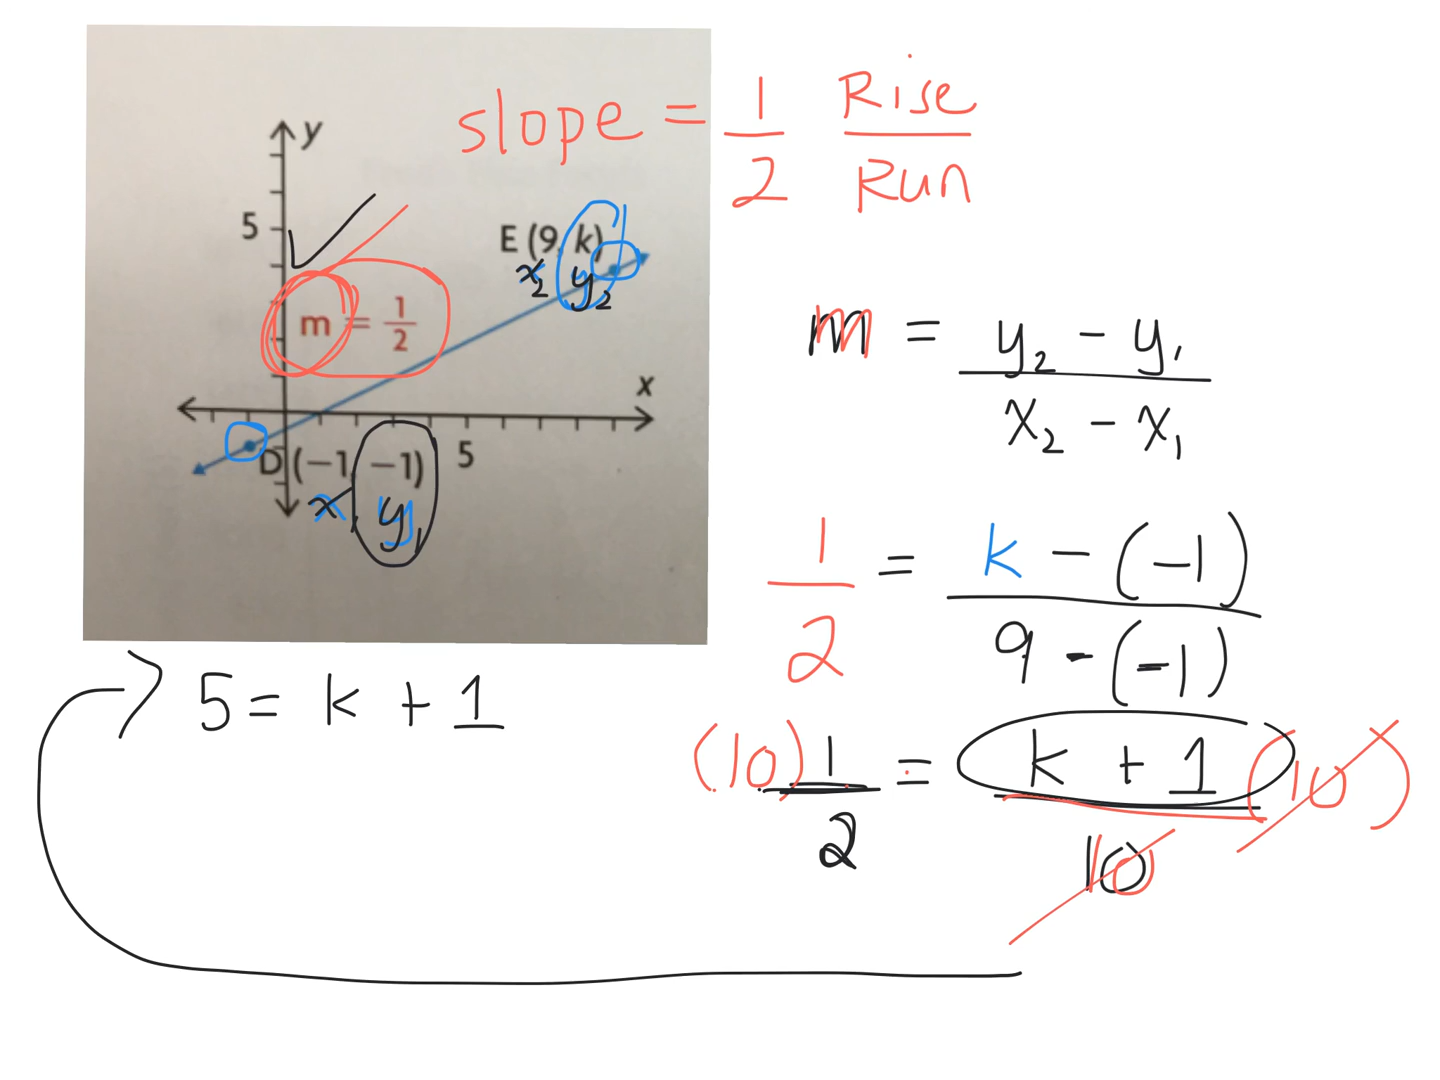 slope = 1/2 Rise/Run
y
5
E (9, k)
x2 y2
m = 1/2
x
D (−1, −1)
5
x1 y1
m = y2 − y1 / x2 − x1
1/2 = k − (−1) / 9 − (−1)
(10) 1/2 = k + 1 / 10 (10)
5 = k + 1